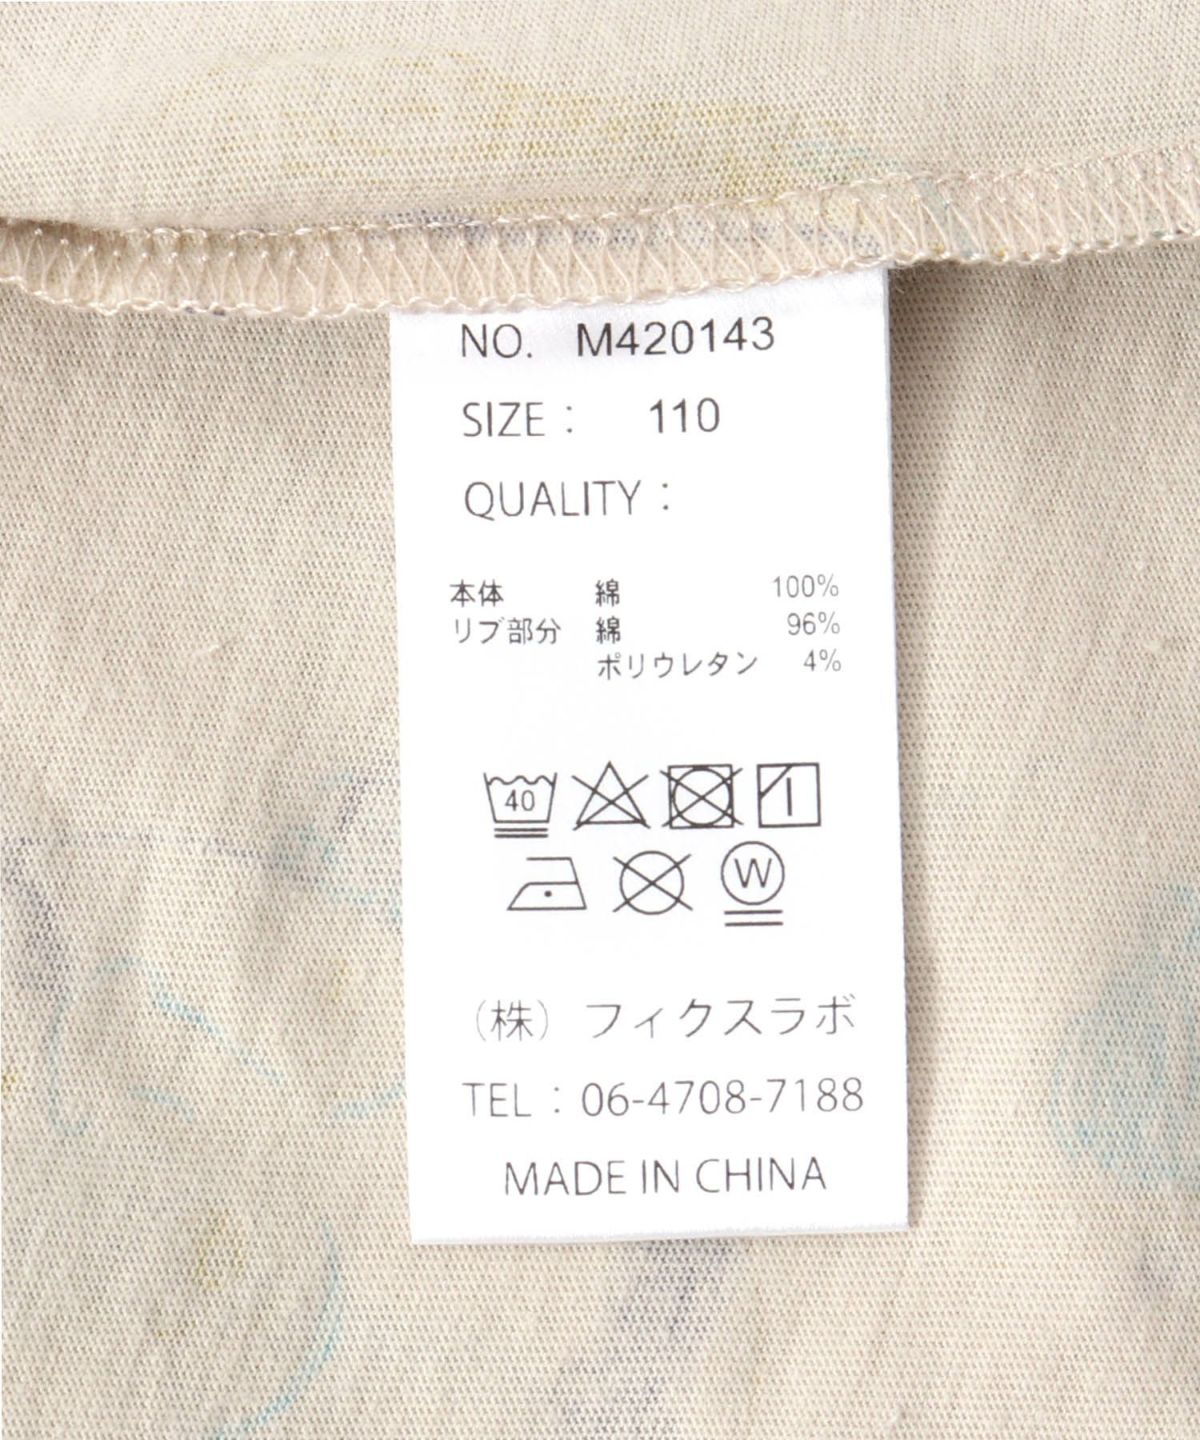 NO. M420143
SIZE： 110
QUALITY：
本体 綿 100%
リブ部分 綿 96%
ポリウレタン 4%
40
W
（株）フィクスラボ
TEL：06-4708-7188
MADE IN CHINA